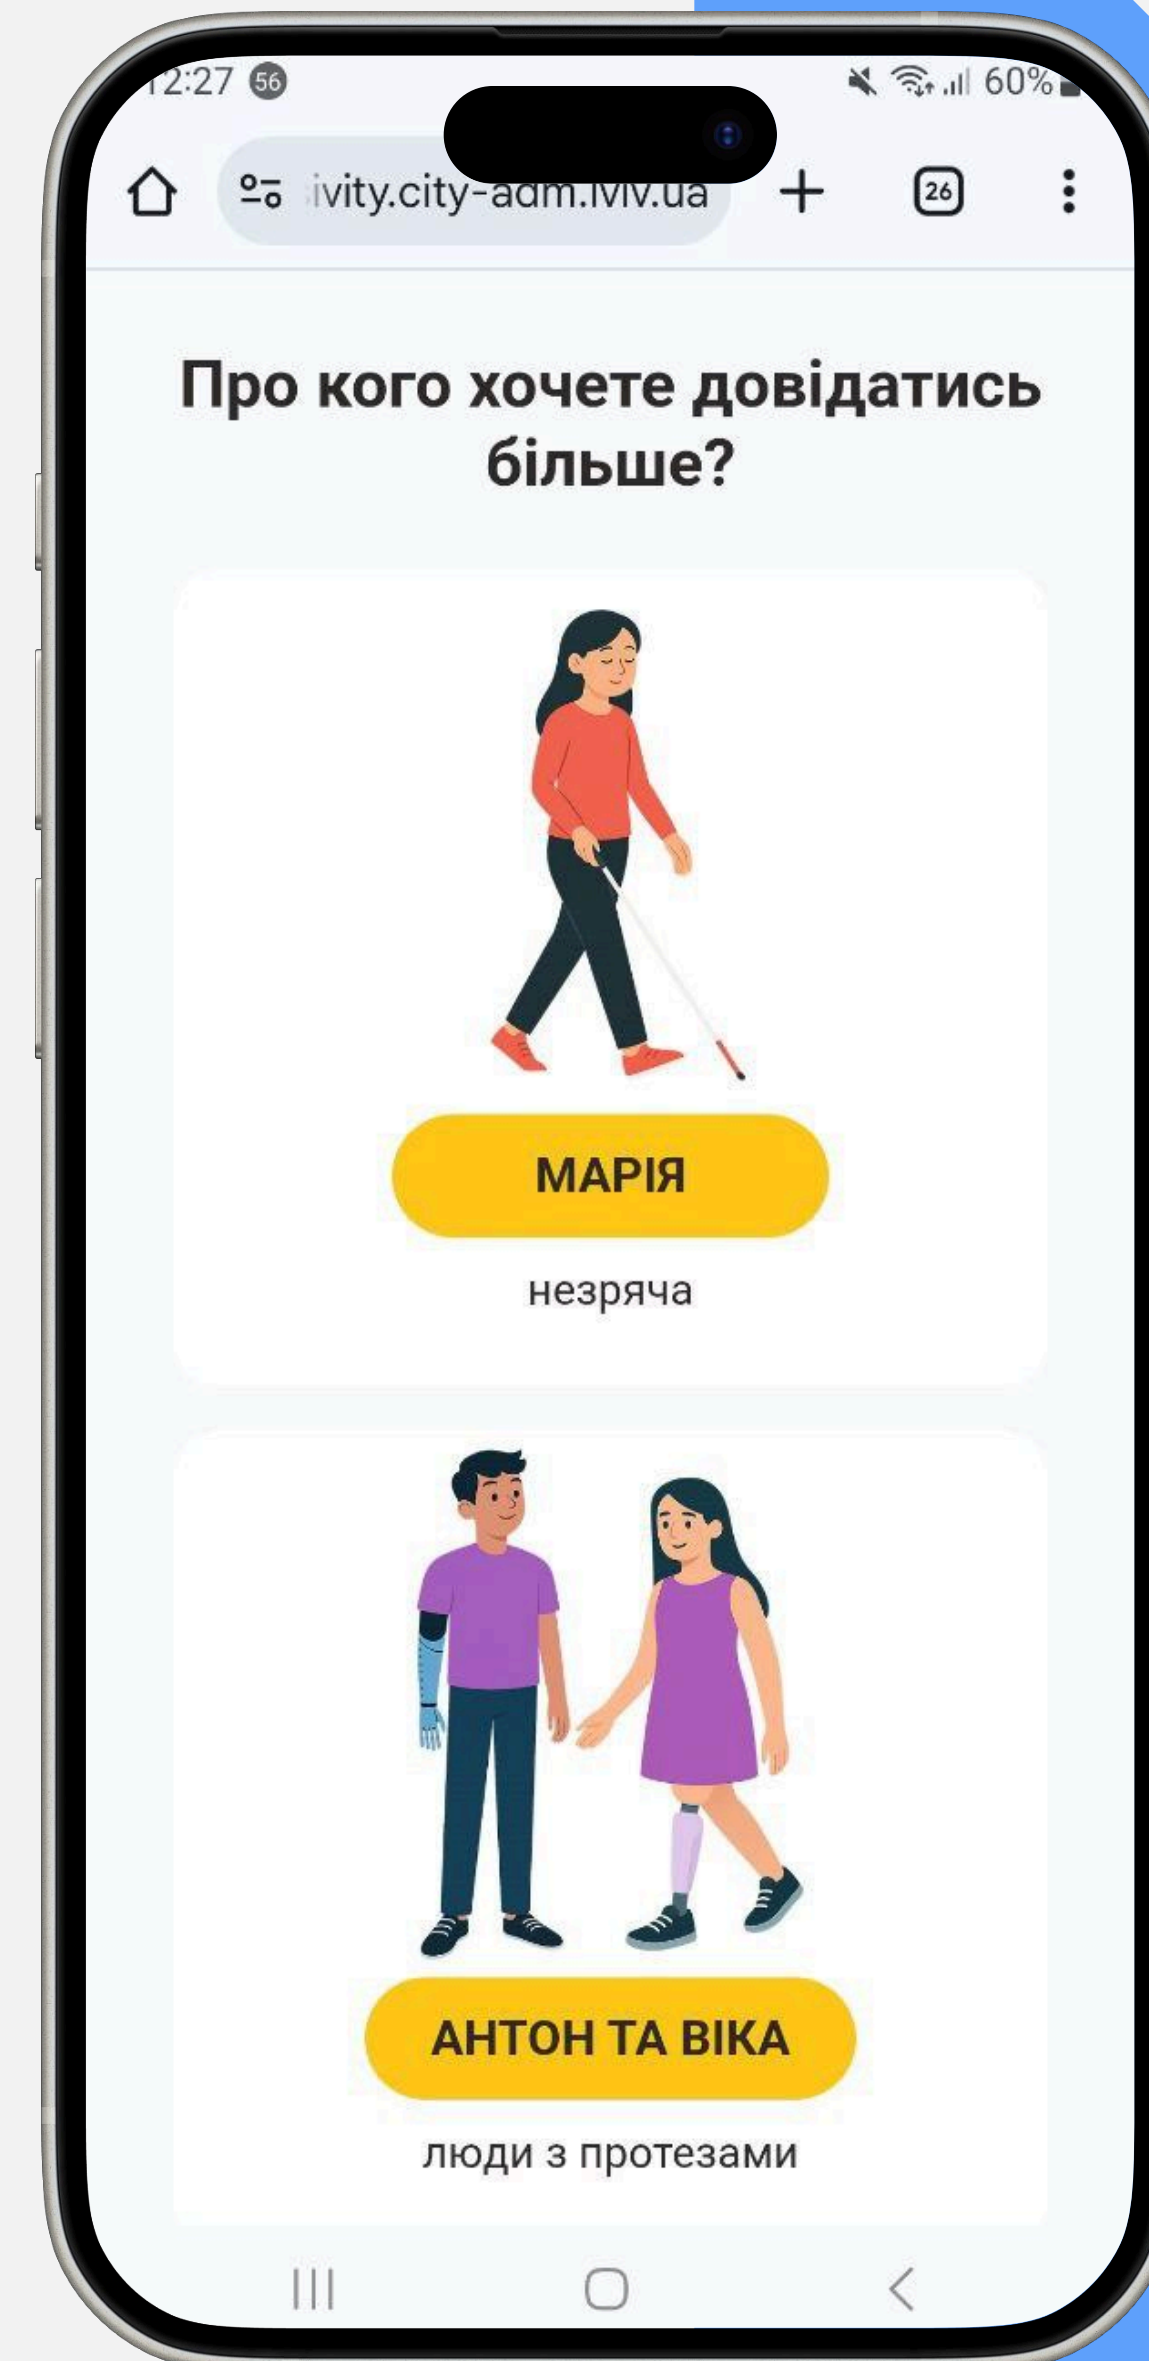 12:27 56 60%
ivity.city-adm.lviv.ua 26
Про кого хочете довідатись
більше?
МАРІЯ
незряча
АНТОН ТА ВІКА
люди з протезами